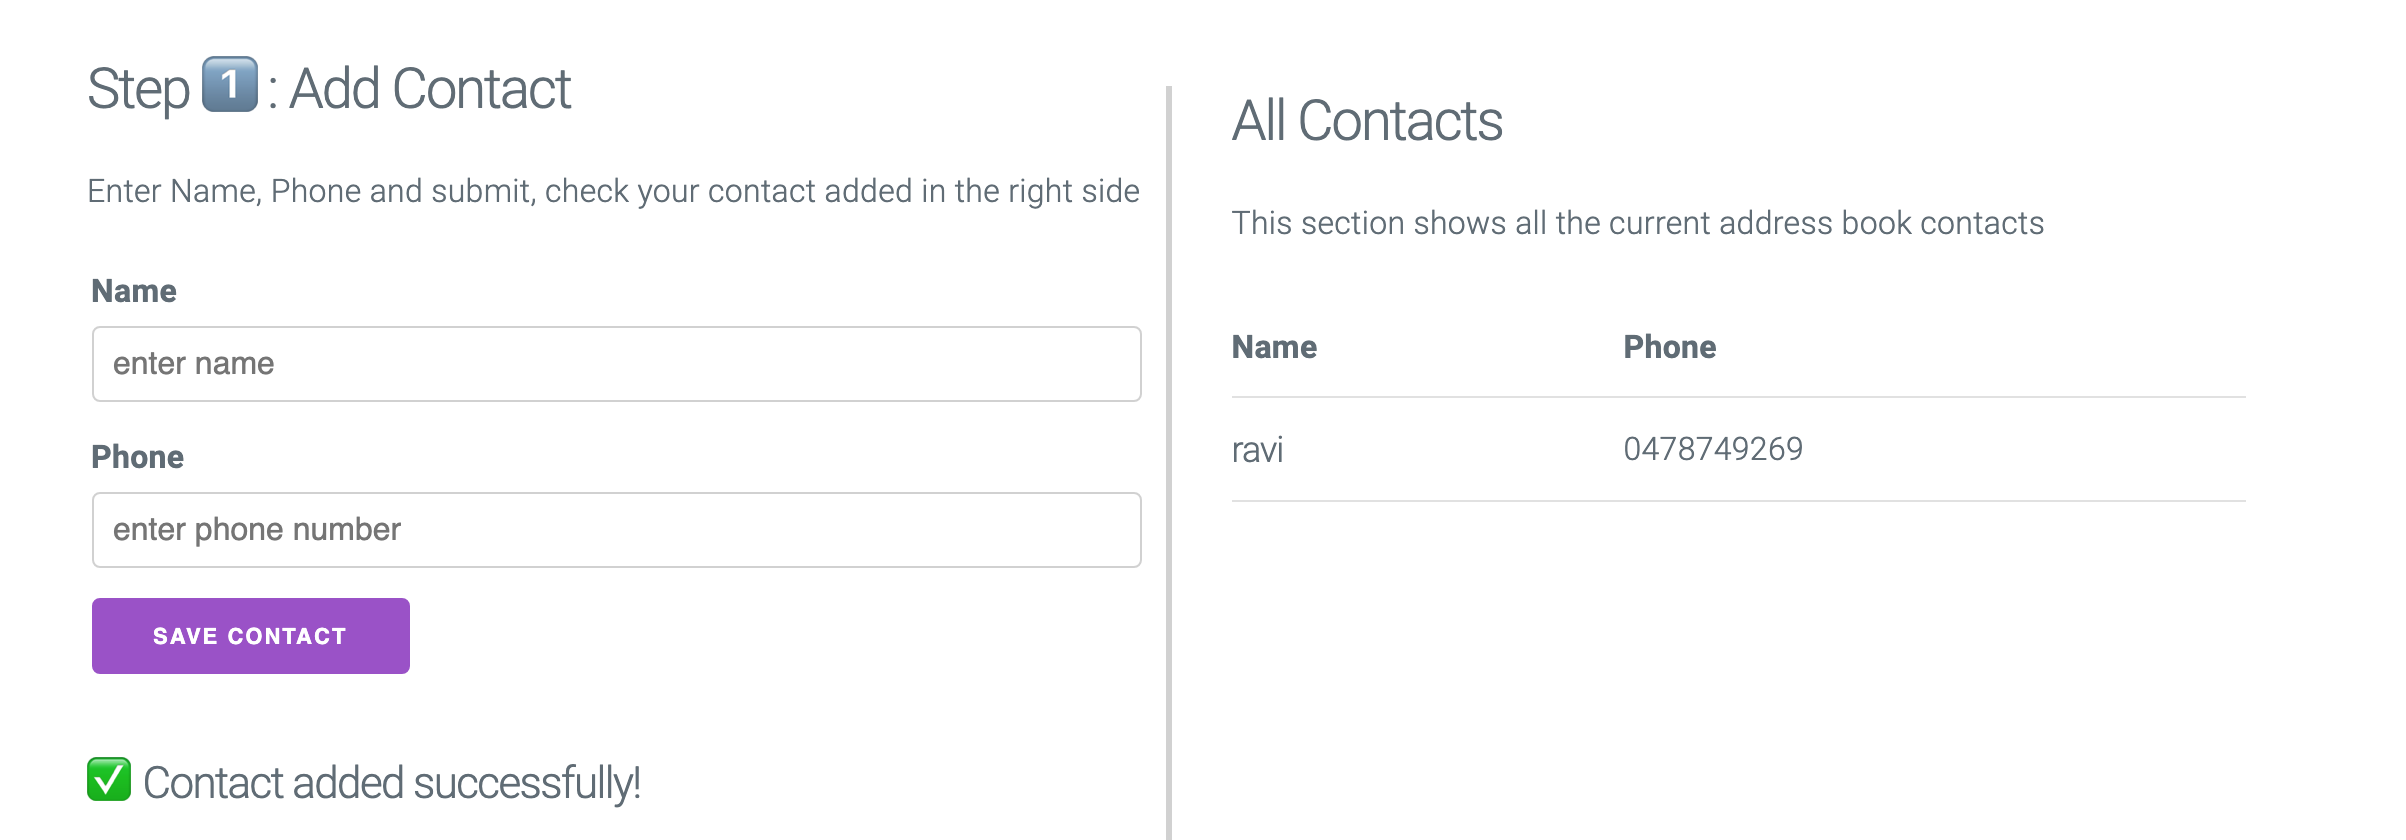 Step 1️⃣ : Add Contact
Enter Name, Phone and submit, check your contact added in the right side
Name
enter name
Phone
enter phone number
SAVE CONTACT
✅ Contact added successfully!
All Contacts
This section shows all the current address book contacts
Name Phone
ravi 0478749269